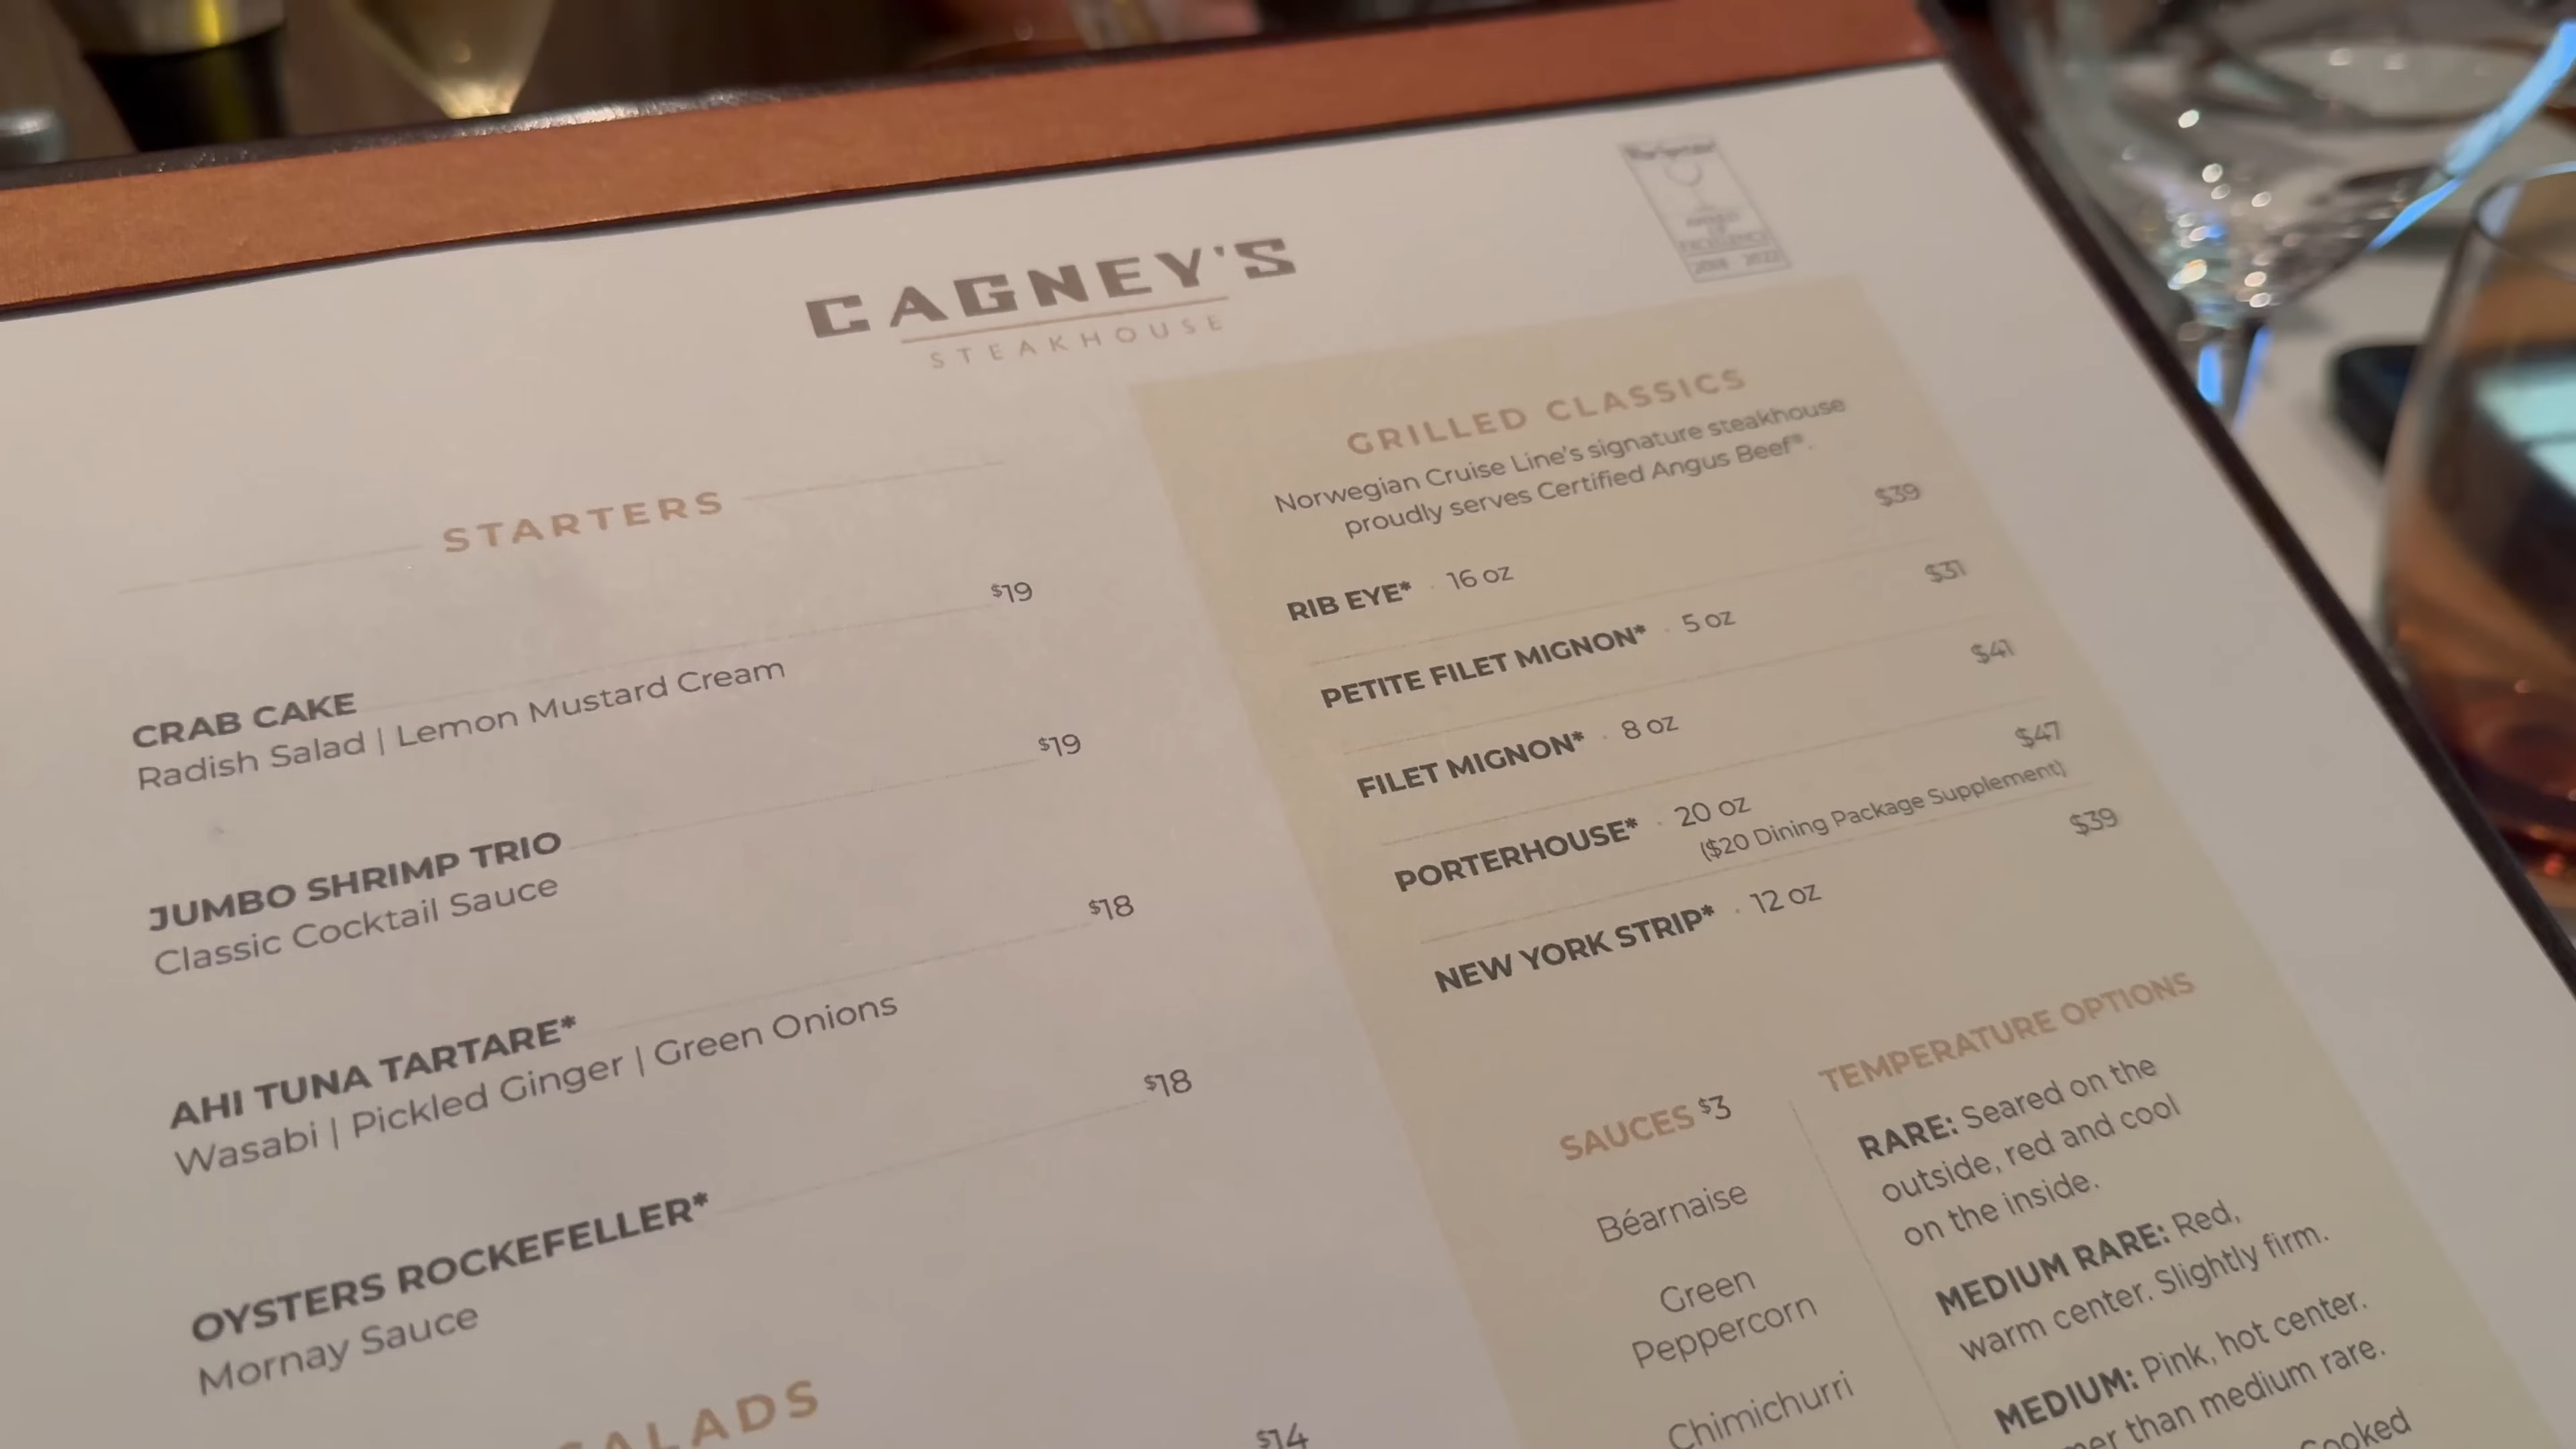 CAGNEY'S
STEAKHOUSE
AWARD
OF
EXCELLENCE
STARTERS
CRAB CAKE $19
Radish Salad | Lemon Mustard Cream
JUMBO SHRIMP TRIO $19
Classic Cocktail Sauce
AHI TUNA TARTARE* $18
Wasabi | Pickled Ginger | Green Onions
OYSTERS ROCKEFELLER* $18
Mornay Sauce
SALADS
$14
GRILLED CLASSICS
Norwegian Cruise Line's signature steakhouse
proudly serves Certified Angus Beef®.
RIB EYE* · 16 oz $39
PETITE FILET MIGNON* · 5 oz $31
FILET MIGNON* · 8 oz $41
PORTERHOUSE* · 20 oz $47
($20 Dining Package Supplement)
NEW YORK STRIP* · 12 oz $39
SAUCES $3
Béarnaise
Green
Peppercorn
Chimichurri
TEMPERATURE OPTIONS
RARE: Seared on the
outside, red and cool
on the inside.
MEDIUM RARE: Red,
warm center. Slightly firm.
MEDIUM: Pink, hot center.
than medium rare.
Cooked